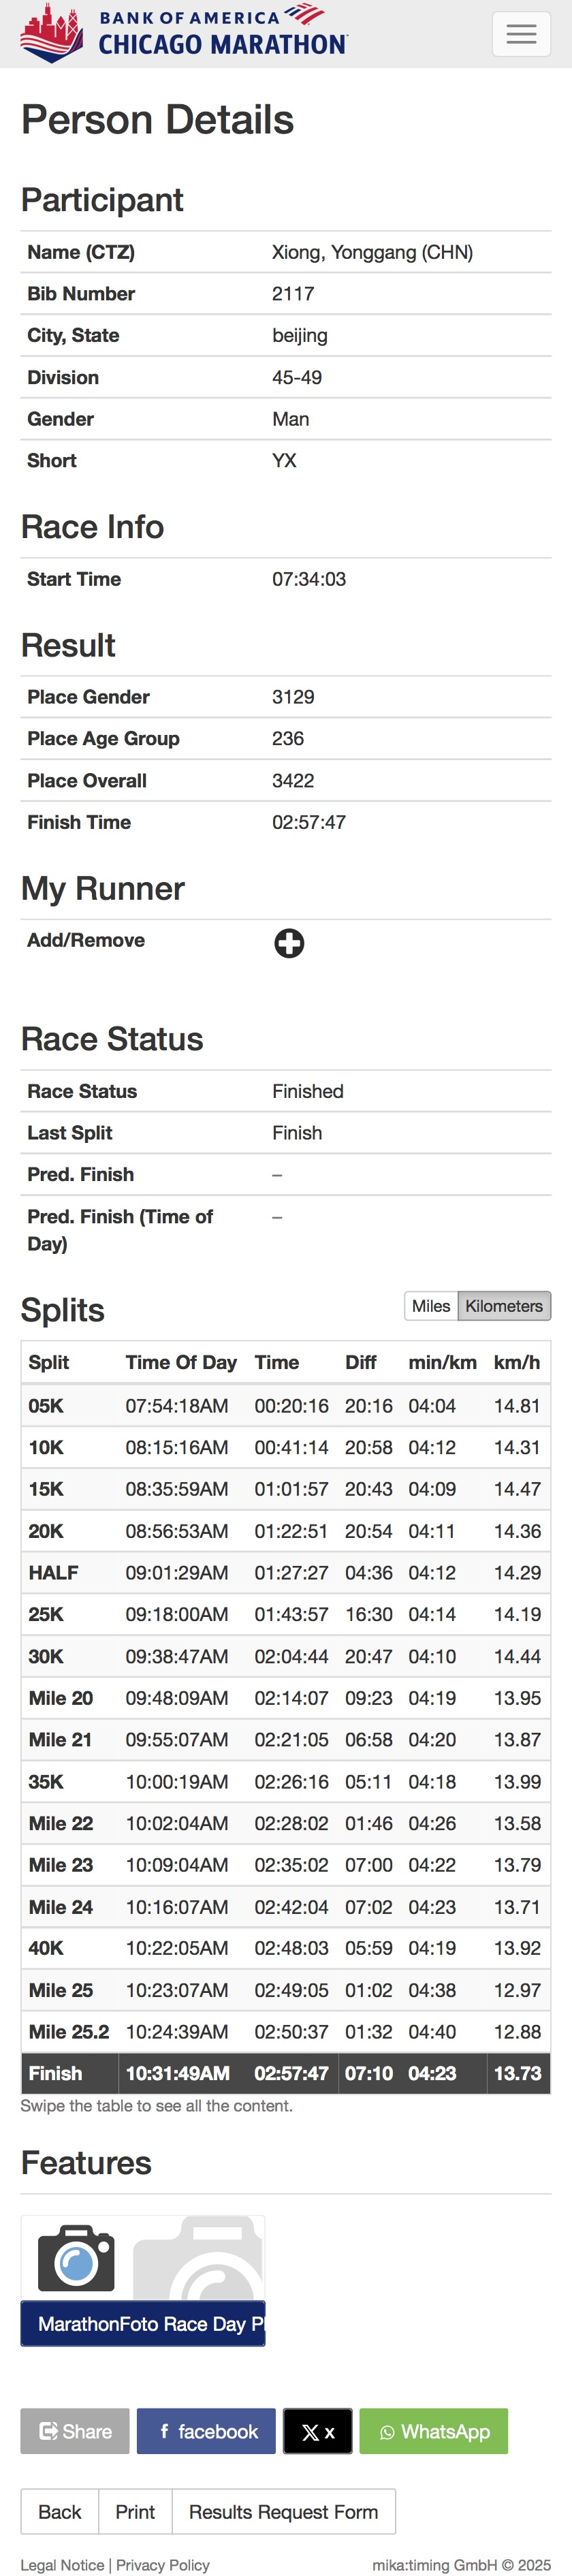 BANK OF AMERICA
CHICAGO MARATHON
Person Details
Participant
Name (CTZ) Xiong, Yonggang (CHN)
Bib Number 2117
City, State beijing
Division 45-49
Gender Man
Short YX
Race Info
Start Time 07:34:03
Result
Place Gender 3129
Place Age Group 236
Place Overall 3422
Finish Time 02:57:47
My Runner
Add/Remove
Race Status
Race Status Finished
Last Split Finish
Pred. Finish –
Pred. Finish (Time of –
Day)
Splits Miles Kilometers
Split Time Of Day Time Diff min/km km/h
05K 07:54:18AM 00:20:16 20:16 04:04 14.81
10K 08:15:16AM 00:41:14 20:58 04:12 14.31
15K 08:35:59AM 01:01:57 20:43 04:09 14.47
20K 08:56:53AM 01:22:51 20:54 04:11 14.36
HALF 09:01:29AM 01:27:27 04:36 04:12 14.29
25K 09:18:00AM 01:43:57 16:30 04:14 14.19
30K 09:38:47AM 02:04:44 20:47 04:10 14.44
Mile 20 09:48:09AM 02:14:07 09:23 04:19 13.95
Mile 21 09:55:07AM 02:21:05 06:58 04:20 13.87
35K 10:00:19AM 02:26:16 05:11 04:18 13.99
Mile 22 10:02:04AM 02:28:02 01:46 04:26 13.58
Mile 23 10:09:04AM 02:35:02 07:00 04:22 13.79
Mile 24 10:16:07AM 02:42:04 07:02 04:23 13.71
40K 10:22:05AM 02:48:03 05:59 04:19 13.92
Mile 25 10:23:07AM 02:49:05 01:02 04:38 12.97
Mile 25.2 10:24:39AM 02:50:37 01:32 04:40 12.88
Finish 10:31:49AM 02:57:47 07:10 04:23 13.73
Swipe the table to see all the content.
Features
MarathonFoto Race Day P
Share facebook x WhatsApp
Back Print Results Request Form
Legal Notice | Privacy Policy mika:timing GmbH © 2025